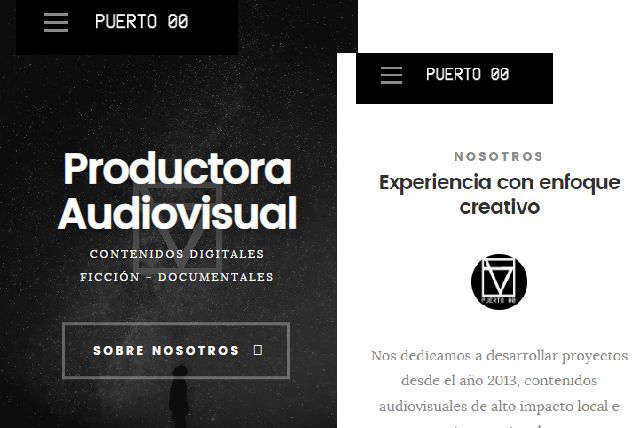 PUERTO 00
Productora
Audiovisual
CONTENIDOS DIGITALES
FICCIÓN - DOCUMENTALES
SOBRE NOSOTROS
PUERTO 00
NOSOTROS
Experiencia con enfoque
creativo
PUERTO 00
Nos dedicamos a desarrollar proyectos
desde el año 2013, contenidos
audiovisuales de alto impacto local e